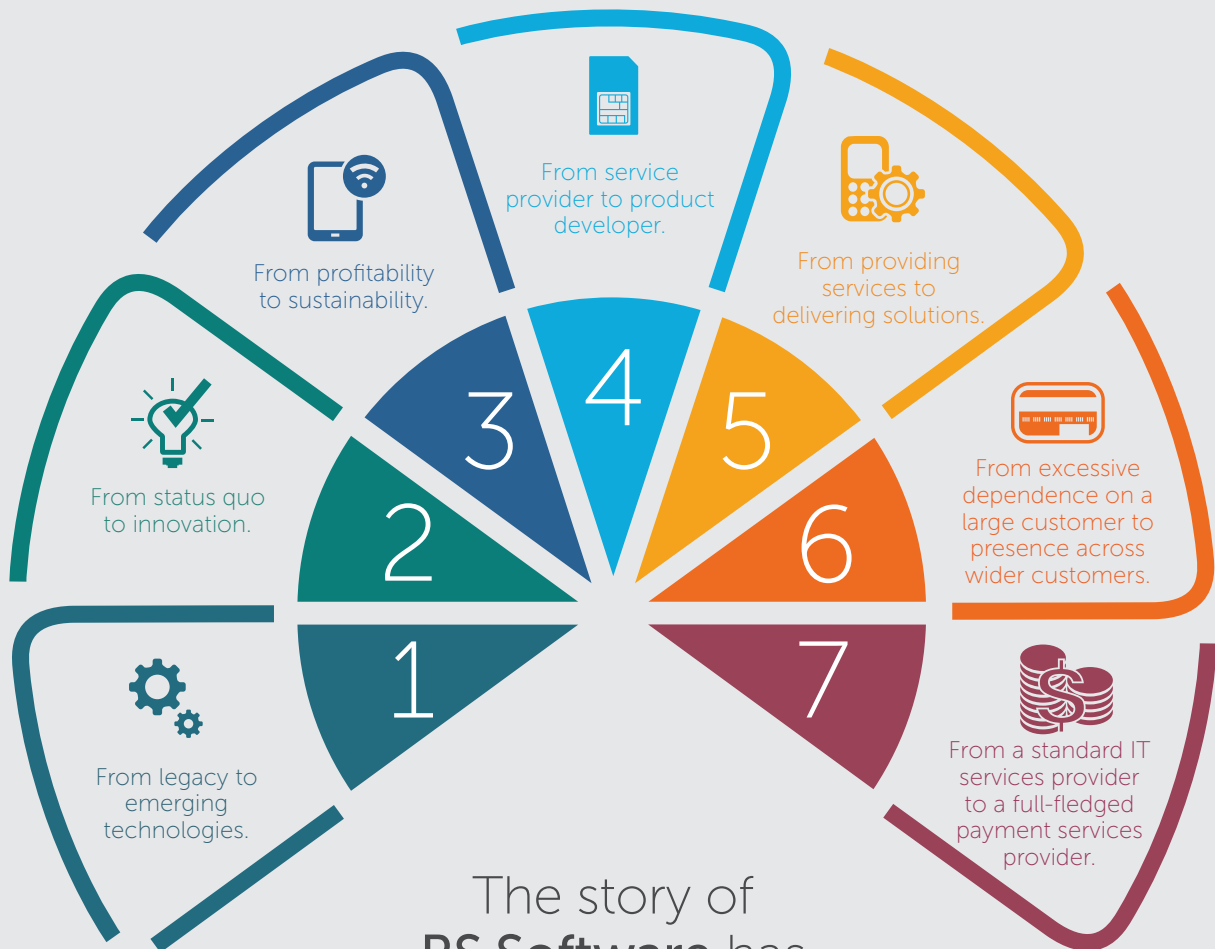 1
From legacy to
emerging
technologies.
2
From status quo
to innovation.
3
From profitability
to sustainability.
4
From service
provider to product
developer.
5
From providing
services to
delivering solutions.
6
From excessive
dependence on a
large customer to
presence across
wider customers.
7
From a standard IT
services provider
to a full-fledged
payment services
provider.
The story of
RS Software has